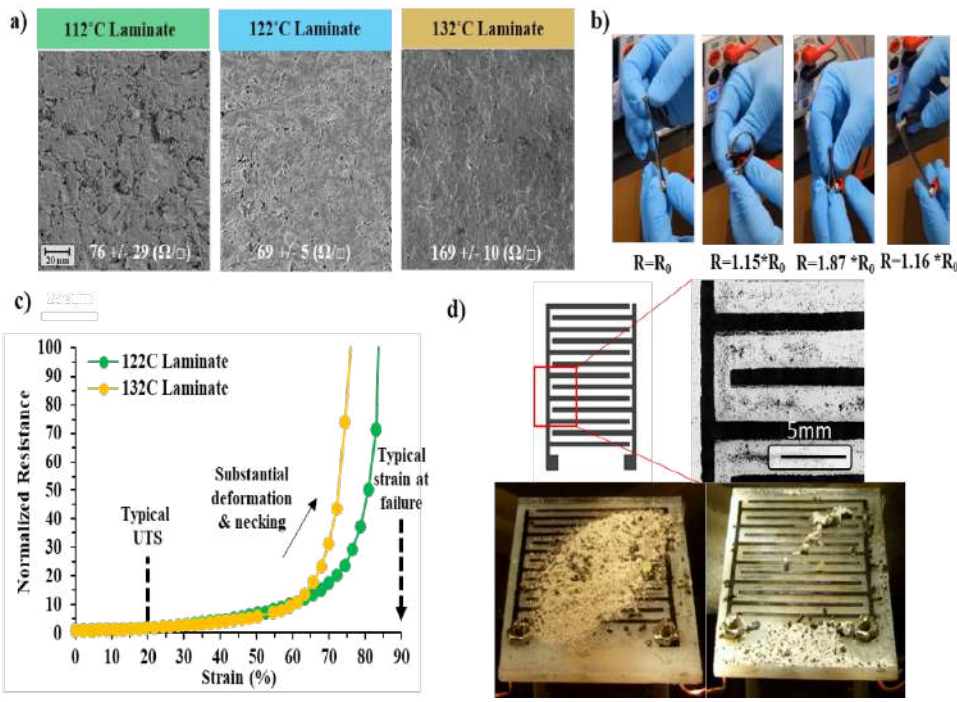 a)
112°C Laminate
122°C Laminate
132°C Laminate
20 µm
76 +/- 29 (Ω/□)
69 +/- 5 (Ω/□)
169 +/- 10 (Ω/□)
b)
R=R₀
R=1.15*R₀
R=1.87 *R₀
R=1.16 *R₀
c)
Normalized Resistance
100
90
80
70
60
50
40
30
20
10
0
122C Laminate
132C Laminate
Substantial
deformation
& necking
Typical
UTS
Typical
strain at
failure
0
10
20
30
40
50
60
70
80
90
Strain (%)
d)
5mm